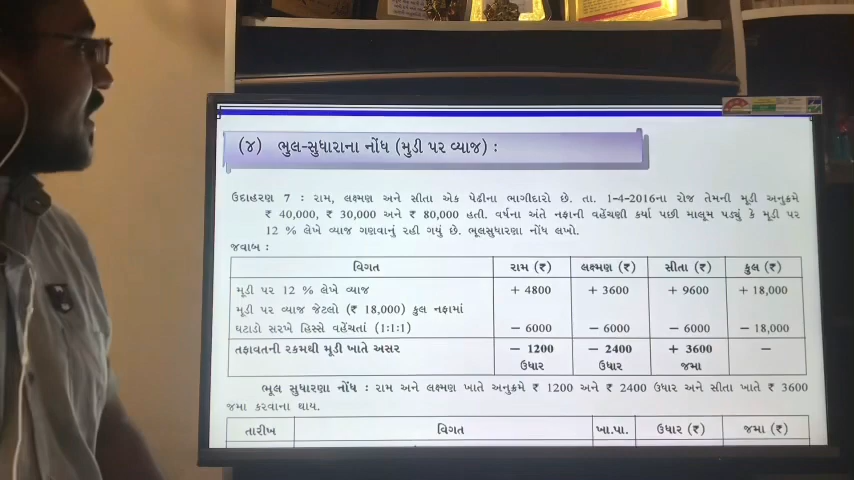 (૪) ભુલ-સુધારાના નોંધ (મુડી પર વ્યાજ) :
ઉદાહરણ 7 : રામ, લક્ષ્મણ અને સીતા એક પેઢીના ભાગીદારો છે. તા. 1-4-2016ના રોજ તેમની મૂડી અનુક્રમે
₹ 40,000, ₹ 30,000 અને ₹ 80,000 હતી. વર્ષના અંતે નફાની વહેંચણી કર્યા પછી માલૂમ પડ્યું કે મૂડી પર
12 % લેખે વ્યાજ ગણવાનું રહી ગયું છે. ભૂલસુધારણા નોંધ લખો.
જવાબ :
વિગત રામ (₹) લક્ષ્મણ (₹) સીતા (₹) કુલ (₹)
મૂડી પર 12 % લેખે વ્યાજ + 4800 + 3600 + 9600 + 18,000
મૂડી પર વ્યાજ જેટલો (₹ 18,000) કુલ નફામાં
ઘટાડો સરખે હિસ્સે વહેંચતાં (1:1:1) – 6000 – 6000 – 6000 – 18,000
તફાવતની રકમથી મૂડી ખાતે અસર – 1200 – 2400 + 3600 –
ઉધાર ઉધાર જમા
ભૂલ સુધારણા નોંધ : રામ અને લક્ષ્મણ ખાતે અનુક્રમે ₹ 1200 અને ₹ 2400 ઉધાર અને સીતા ખાતે ₹ 3600
જમા કરવાના થાય.
તારીખ વિગત ખા.પા. ઉધાર (₹) જમા (₹)